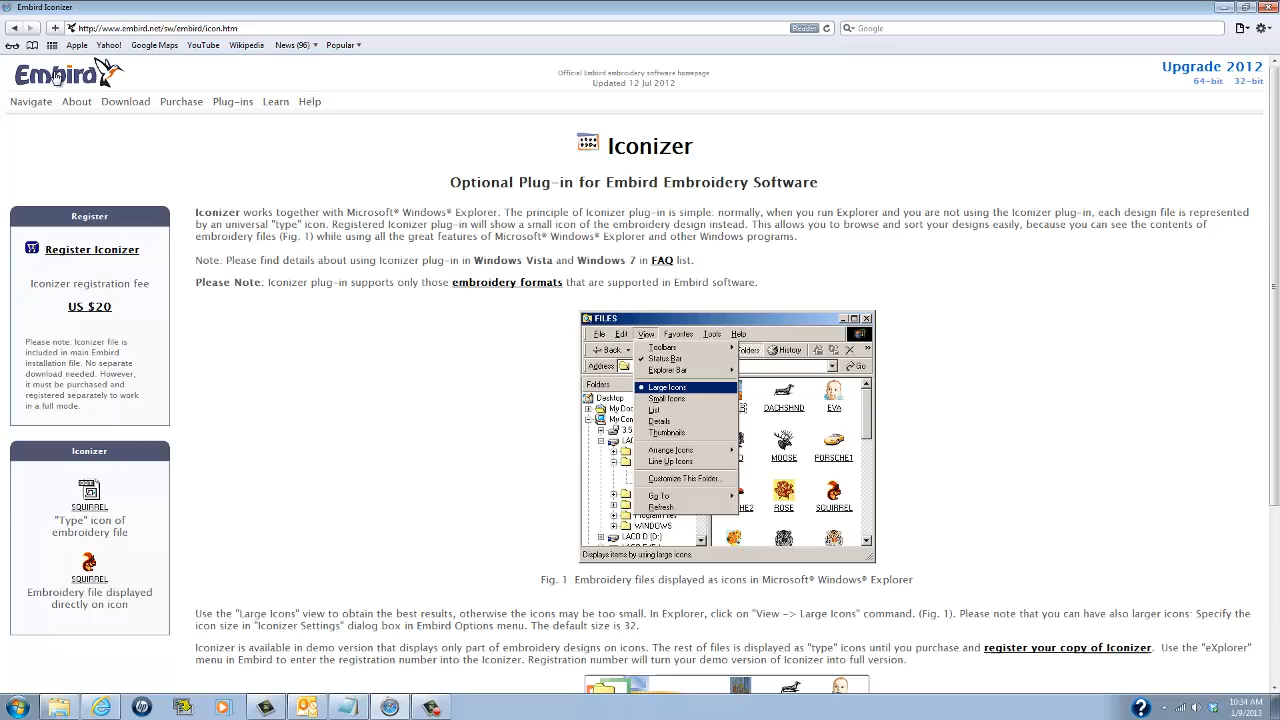 Embird Iconizer
http://www.embird.net/sw/embird/icon.htm
Reader
Google
Apple Yahoo! Google Maps YouTube Wikipedia News (96) Popular
Embird
Official Embird embroidery software homepage
Updated 12 Jul 2012
Upgrade 2012
64-bit 32-bit
Navigate About Download Purchase Plug-ins Learn Help
Iconizer
Optional Plug-in for Embird Embroidery Software
Register
Register Iconizer
Iconizer registration fee
US $20
Please note: Iconizer file is
included in main Embird
installation file. No separate
download needed. However,
it must be purchased and
registered separately to work
in a full mode.
Iconizer
SQUIRREL
"Type" icon of
embroidery file
SQUIRREL
Embroidery file displayed
directly on icon
Iconizer works together with Microsoft® Windows® Explorer. The principle of Iconizer plug-in is simple: normally, when you run Explorer and you are not using the Iconizer plug-in, each design file is represented
by an universal "type" icon. Registered Iconizer plug-in will show a small icon of the embroidery design instead. This allows you to browse and sort your designs easily, because you can see the contents of
embroidery files (Fig. 1) while using all the great features of Microsoft® Windows® Explorer and other Windows programs.
Note: Please find details about using Iconizer plug-in in Windows Vista and Windows 7 in FAQ list.
Please Note: Iconizer plug-in supports only those embroidery formats that are supported in Embird software.
FILES
File Edit View Favorites Tools Help
Back Folders History
Address Go
Folders
Desktop
My Do
My Co
3.5
LAC
WINDOWS
LACO D (D:)
Toolbars
Status Bar
Explorer Bar
Large Icons
Small Icons
List
Details
Thumbnails
Arrange Icons
Line Up Icons
Customize This Folder...
Go To
Refresh
DACHSHND EVA
MOOSE PORSCHE1
HE2 ROSE SQUIRREL
Displays items by using large icons.
Fig. 1 Embroidery files displayed as icons in Microsoft® Windows® Explorer
Use the "Large Icons" view to obtain the best results, otherwise the icons may be too small. In Explorer, click on "View -> Large Icons" command. (Fig. 1). Please note that you can have also larger icons: Specify the
icon size in "Iconizer Settings" dialog box in Embird Options menu. The default size is 32.
Iconizer is available in demo version that displays only part of embroidery designs on icons. The rest of files is displayed as "type" icons until you purchase and register your copy of Iconizer. Use the "eXplorer"
menu in Embird to enter the registration number into the Iconizer. Registration number will turn your demo version of Iconizer into full version.
10:34 AM
1/9/2013